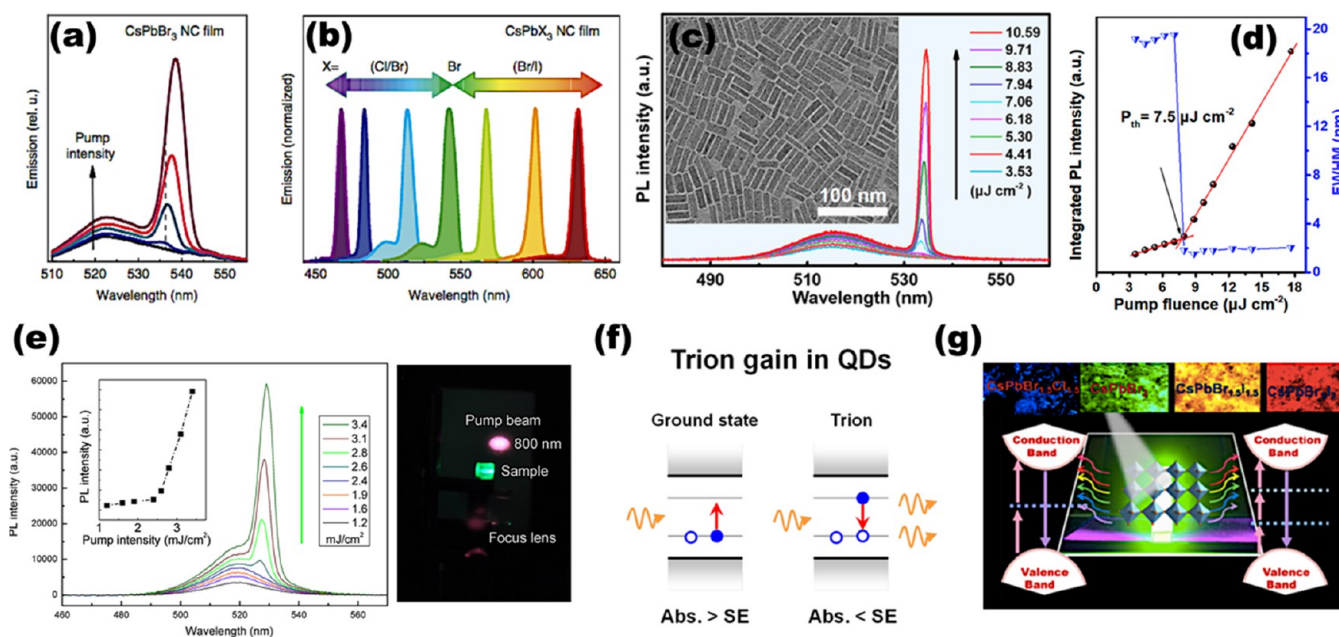 (a)
CsPbBr₃ NC film
Emission (rel. u.)
Pump
intensity
510 520 530 540 550
Wavelength (nm)
(b)
CsPbX₃ NC film
X=
(Cl/Br)
Br
(Br/I)
Emission (normalized)
450 500 550 600 650
Wavelength (nm)
(c)
PL intensity (a.u.)
100 nm
10.59
9.71
8.83
7.94
7.06
6.18
5.30
4.41
3.53
(μJ cm⁻²)
490 510 530 550
Wavelength (nm)
(d)
Integrated PL intensity (a.u.)
Pth = 7.5 μJ cm⁻²
0 3 6 9 12 15 18
Pump fluence (μJ cm⁻²)
20
16
12
8
4
2
0
FWHM (nm)
(e)
PL intensity (a.u.)
60000
50000
40000
30000
20000
10000
0
PL intensity (a.u.)
1 2 3
Pump intensity (mJ/cm²)
3.4
3.1
2.8
2.6
2.4
1.9
1.6
1.2
mJ/cm²
460 480 500 520 540 560
Wavelength (nm)
Pump beam
800 nm
Sample
Focus lens
(f)
Trion gain in QDs
Ground state
Trion
Abs. > SE
Abs. < SE
(g)
CsPbBr₁.₅Cl₁.₅
CsPbBr₃
CsPbBr₁.₅I₁.₅
Conduction
Band
Conduction
Band
Valence
Band
Valence
Band